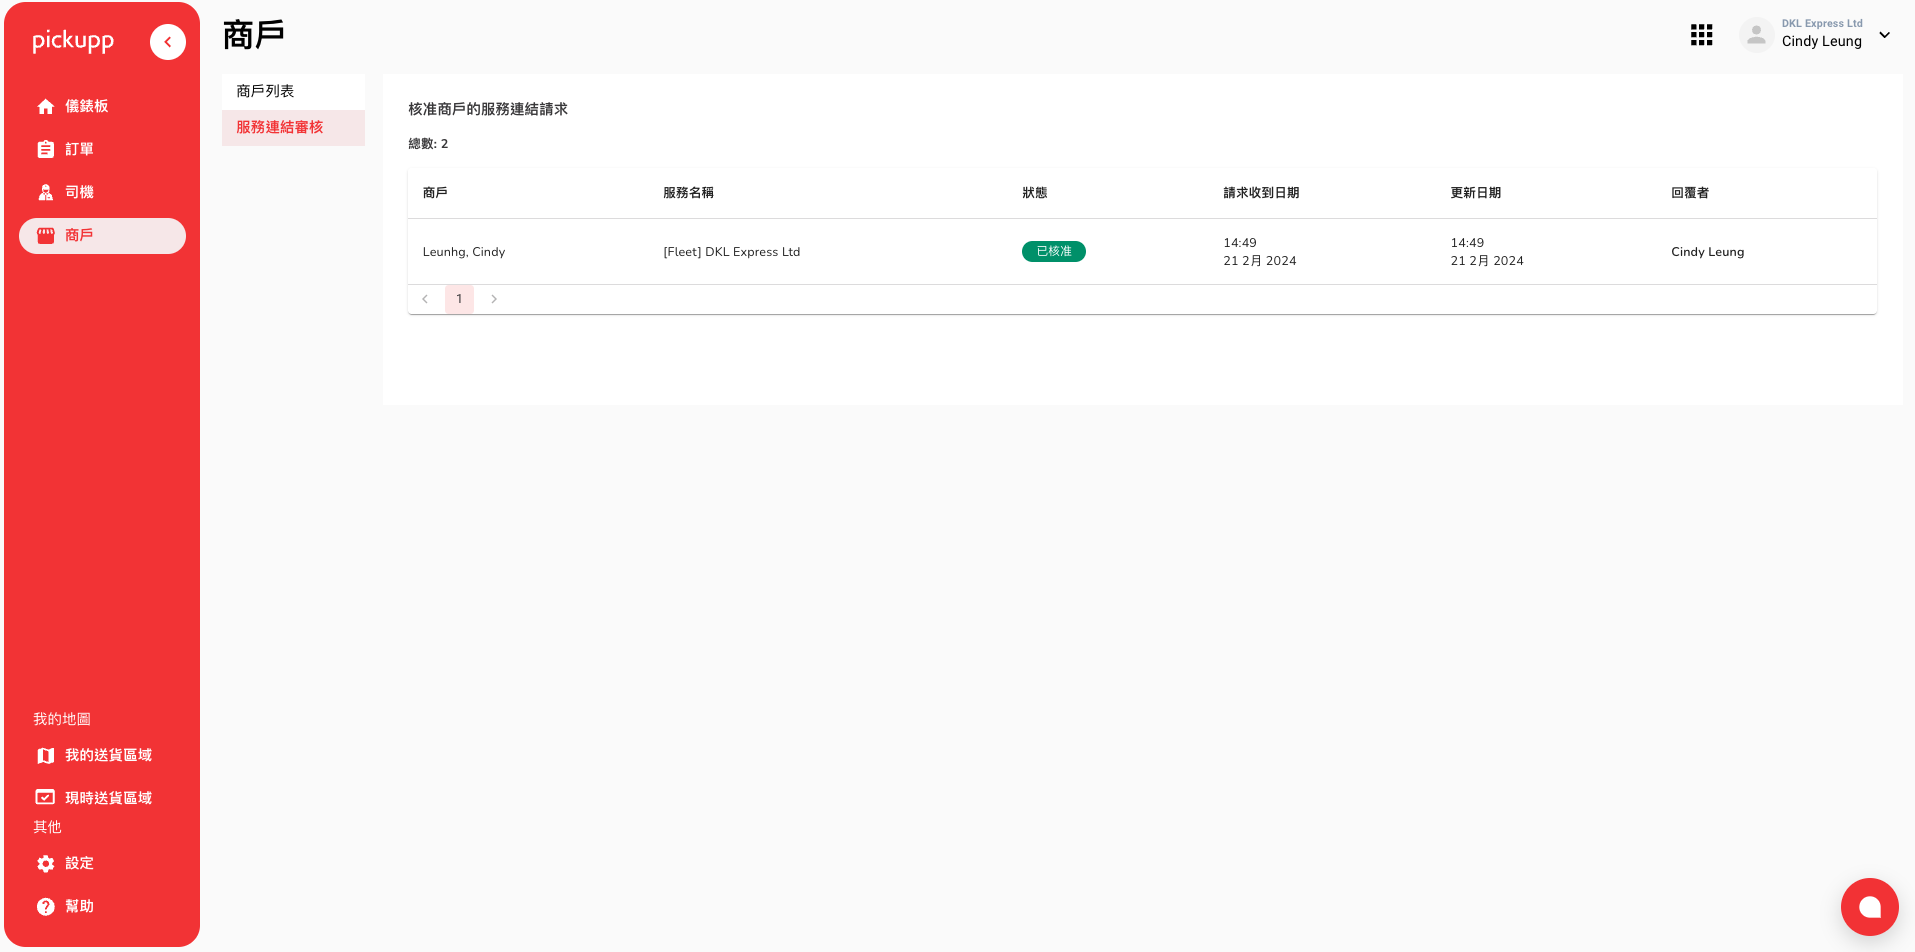 pickupp
儀錶板
訂單
司機
商戶
我的地圖
我的送貨區域
現時送貨區域
其他
設定
幫助
商戶
DKL Express Ltd
Cindy Leung
商戶列表
服務連結審核
核准商戶的服務連結請求
總數: 2
商戶 服務名稱 狀態 請求收到日期 更新日期 回覆者
Leunhg, Cindy [Fleet] DKL Express Ltd 已核准 14:49 14:49 Cindy Leung
21 2月 2024 21 2月 2024
1